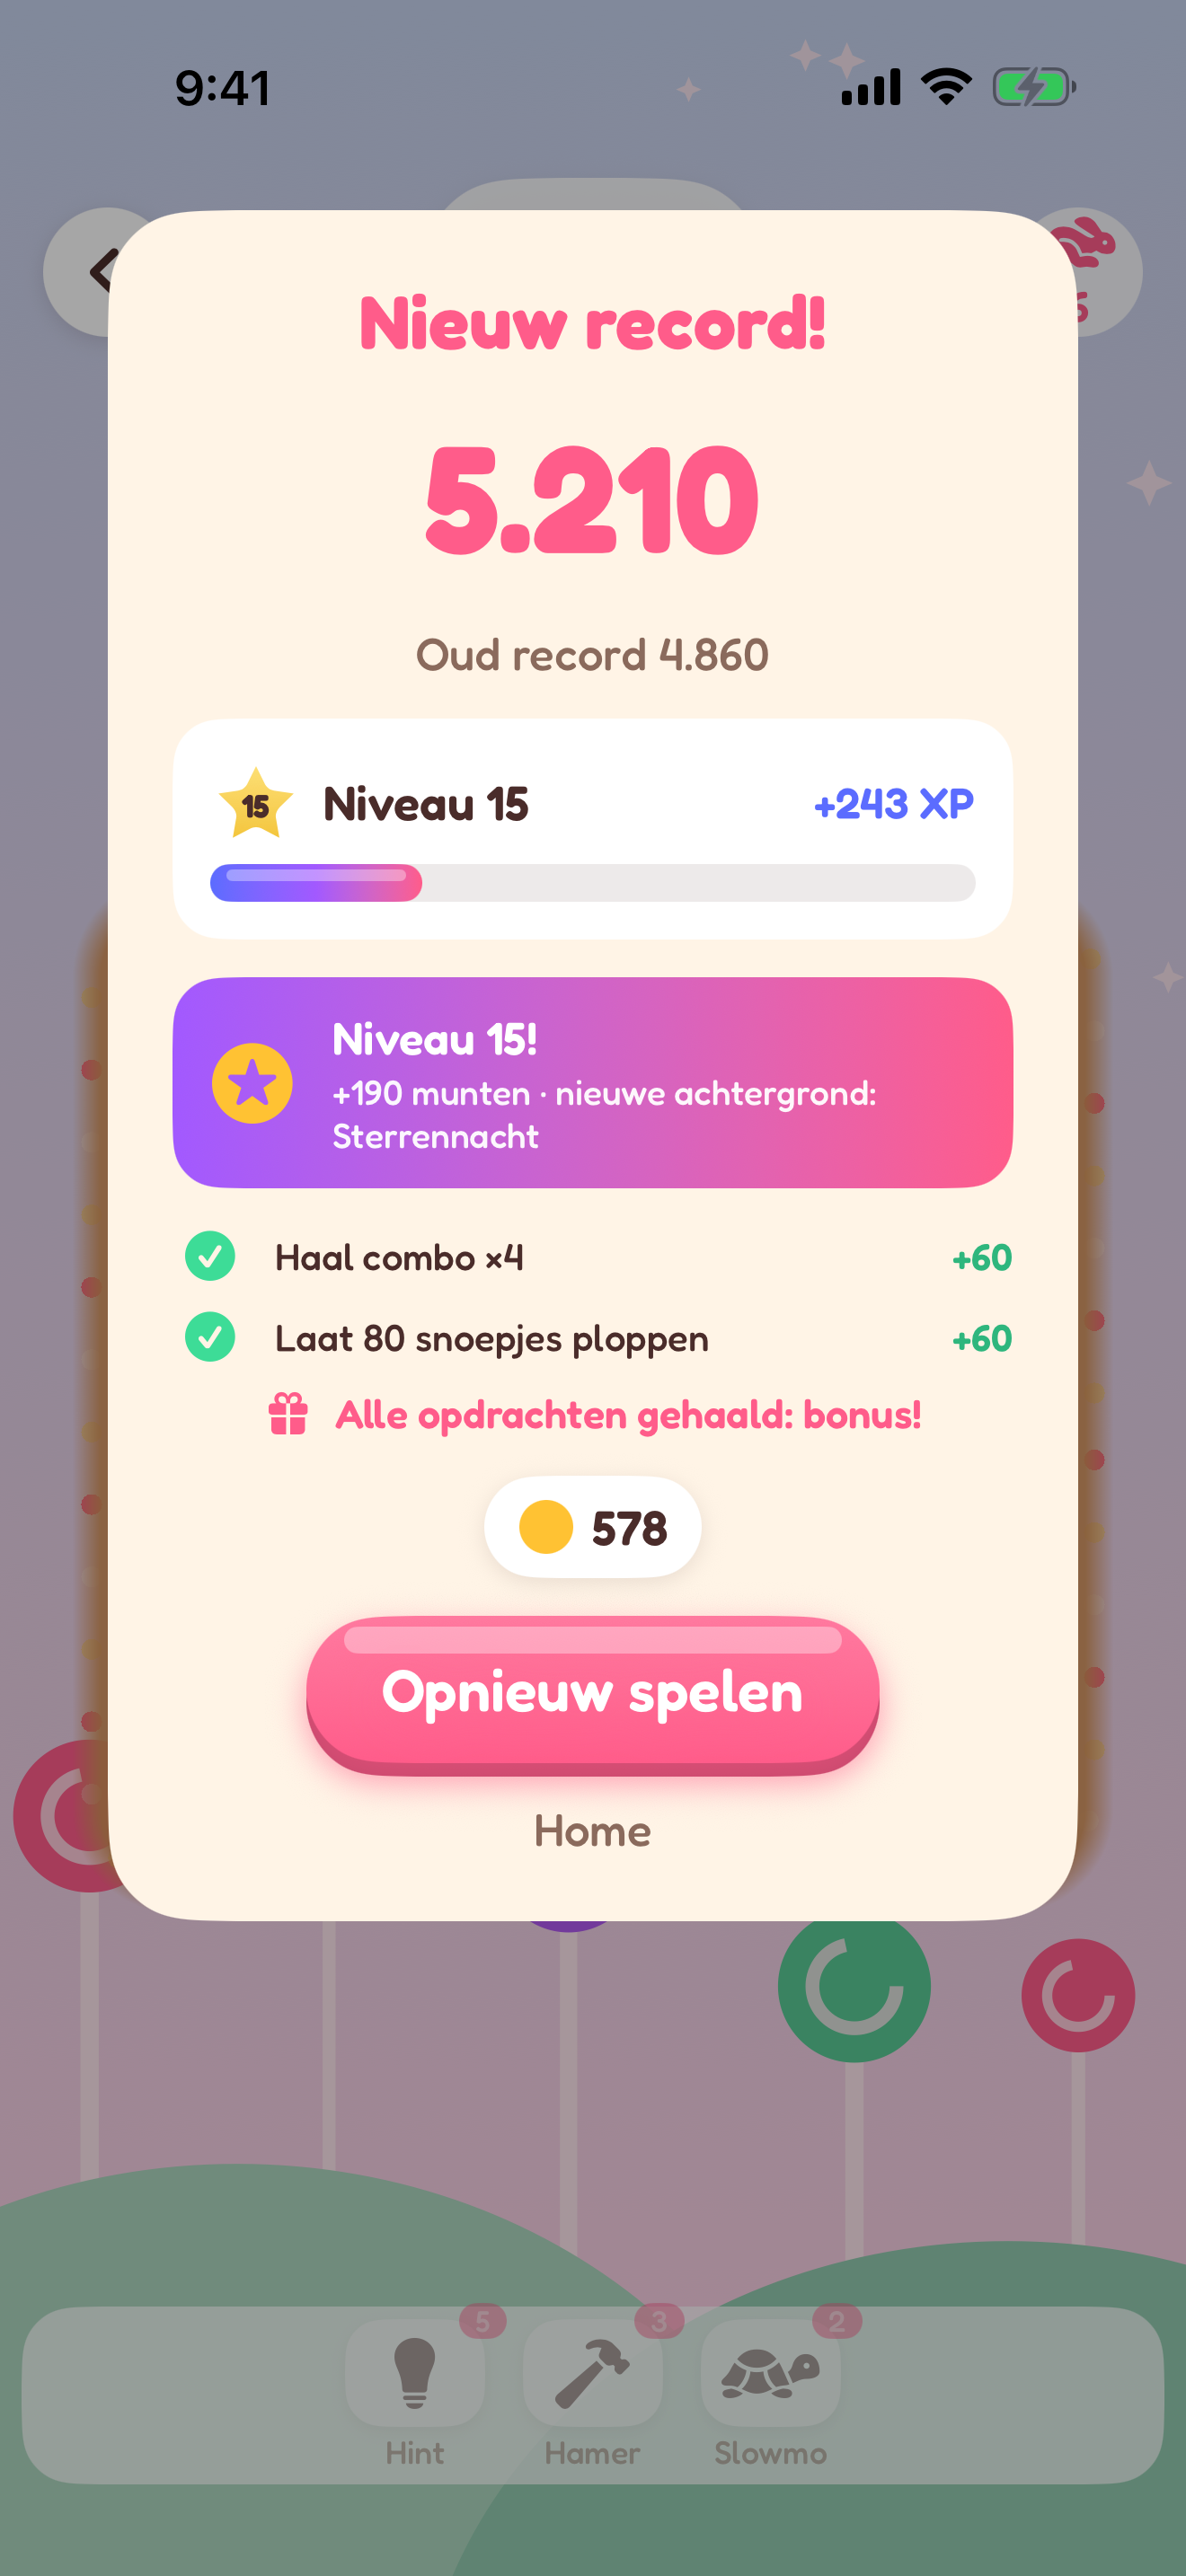 9:41
Nieuw record!
5.210
Oud record 4.860
15 Niveau 15 +243 XP
Niveau 15!
+190 munten · nieuwe achtergrond:
Sterrennacht
Haal combo ×4 +60
Laat 80 snoepjes ploppen +60
Alle opdrachten gehaald: bonus!
578
Opnieuw spelen
Home
5 3 2
Hint Hamer Slowmo